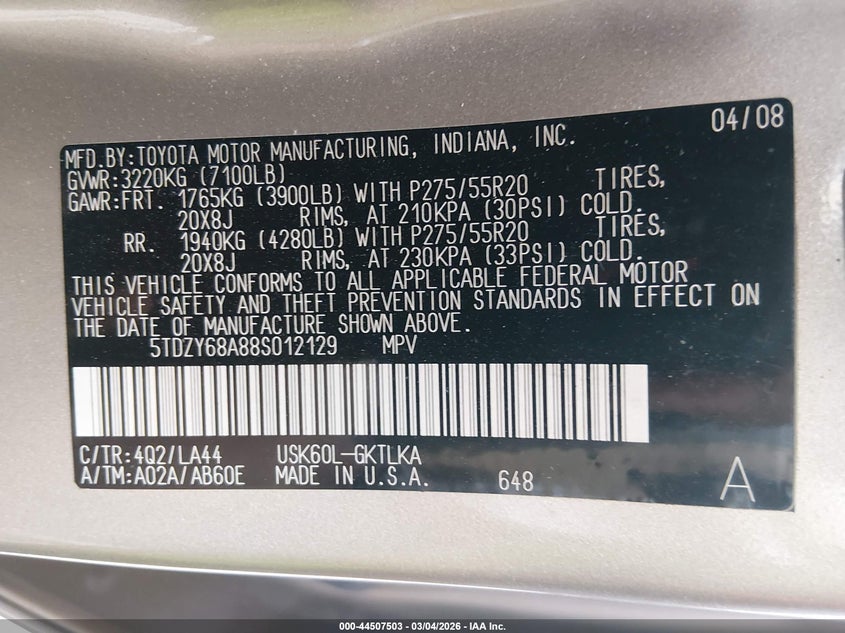 04/08
MFD.BY:TOYOTA MOTOR MANUFACTURING, INDIANA, INC.
GVWR:3220KG (7100LB)
GAWR:FRT. 1765KG (3900LB) WITH P275/55R20 TIRES,
20X8J RIMS, AT 210KPA (30PSI) COLD.
RR. 1940KG (4280LB) WITH P275/55R20 TIRES,
20X8J RIMS, AT 230KPA (33PSI) COLD.
THIS VEHICLE CONFORMS TO ALL APPLICABLE FEDERAL MOTOR
VEHICLE SAFETY AND THEFT PREVENTION STANDARDS IN EFFECT ON
THE DATE OF MANUFACTURE SHOWN ABOVE.
5TDZY68A88S012129 MPV
C/TR:4Q2/LA44 USK60L-GKTLKA
A/TM:A02A/AB60E MADE IN U.S.A. 648 A
000-44507503 — 03/04/2026 — IAA Inc.